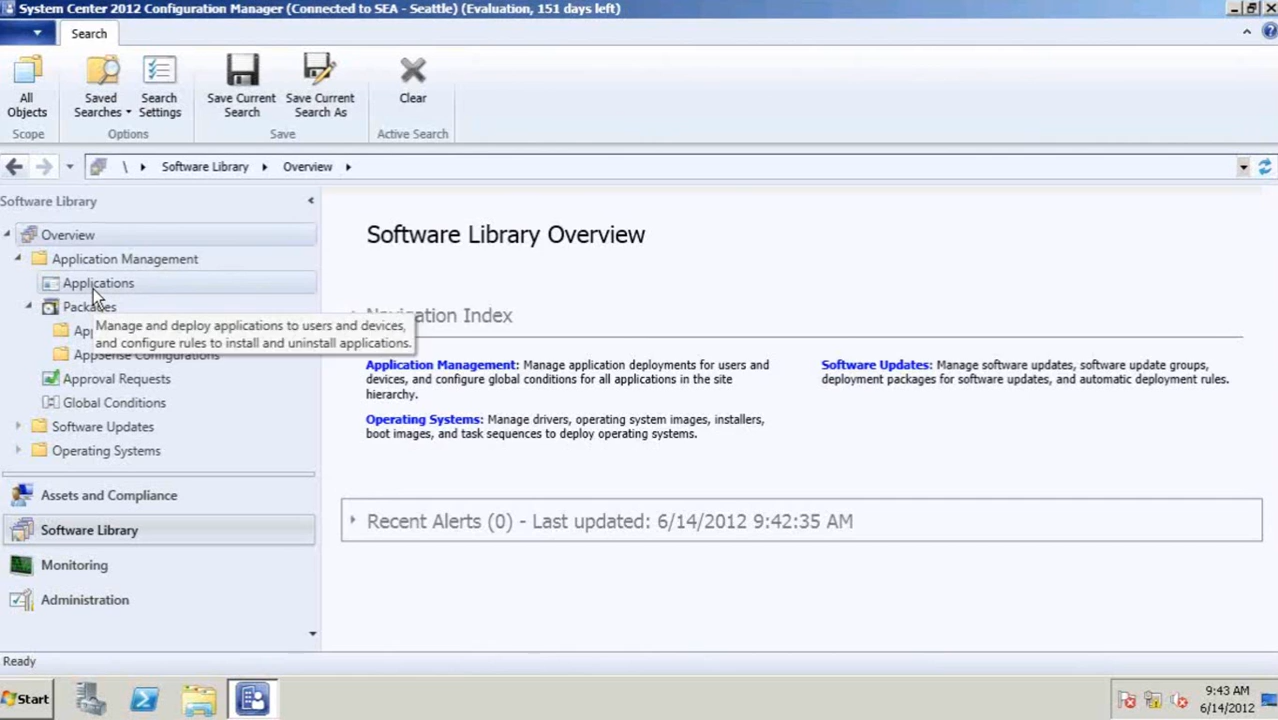 System Center 2012 Configuration Manager (Connected to SEA - Seattle) (Evaluation, 151 days left)
Search
All Objects
Saved Searches
Search Settings
Save Current Search
Save Current Search As
Clear
Scope
Options
Save
Active Search
\ Software Library Overview
Software Library
Overview
Application Management
Applications
Packages
Manage and deploy applications to users and devices,
and configure rules to install and uninstall applications.
AppSense Configurations
Approval Requests
Global Conditions
Software Updates
Operating Systems
Assets and Compliance
Software Library
Monitoring
Administration
Software Library Overview
Navigation Index
Application Management: Manage application deployments for users and
devices, and configure global conditions for all applications in the site
hierarchy.
Operating Systems: Manage drivers, operating system images, installers,
boot images, and task sequences to deploy operating systems.
Software Updates: Manage software updates, software update groups,
deployment packages for software updates, and automatic deployment rules.
Recent Alerts (0) - Last updated: 6/14/2012 9:42:35 AM
Ready
Start
9:43 AM
6/14/2012